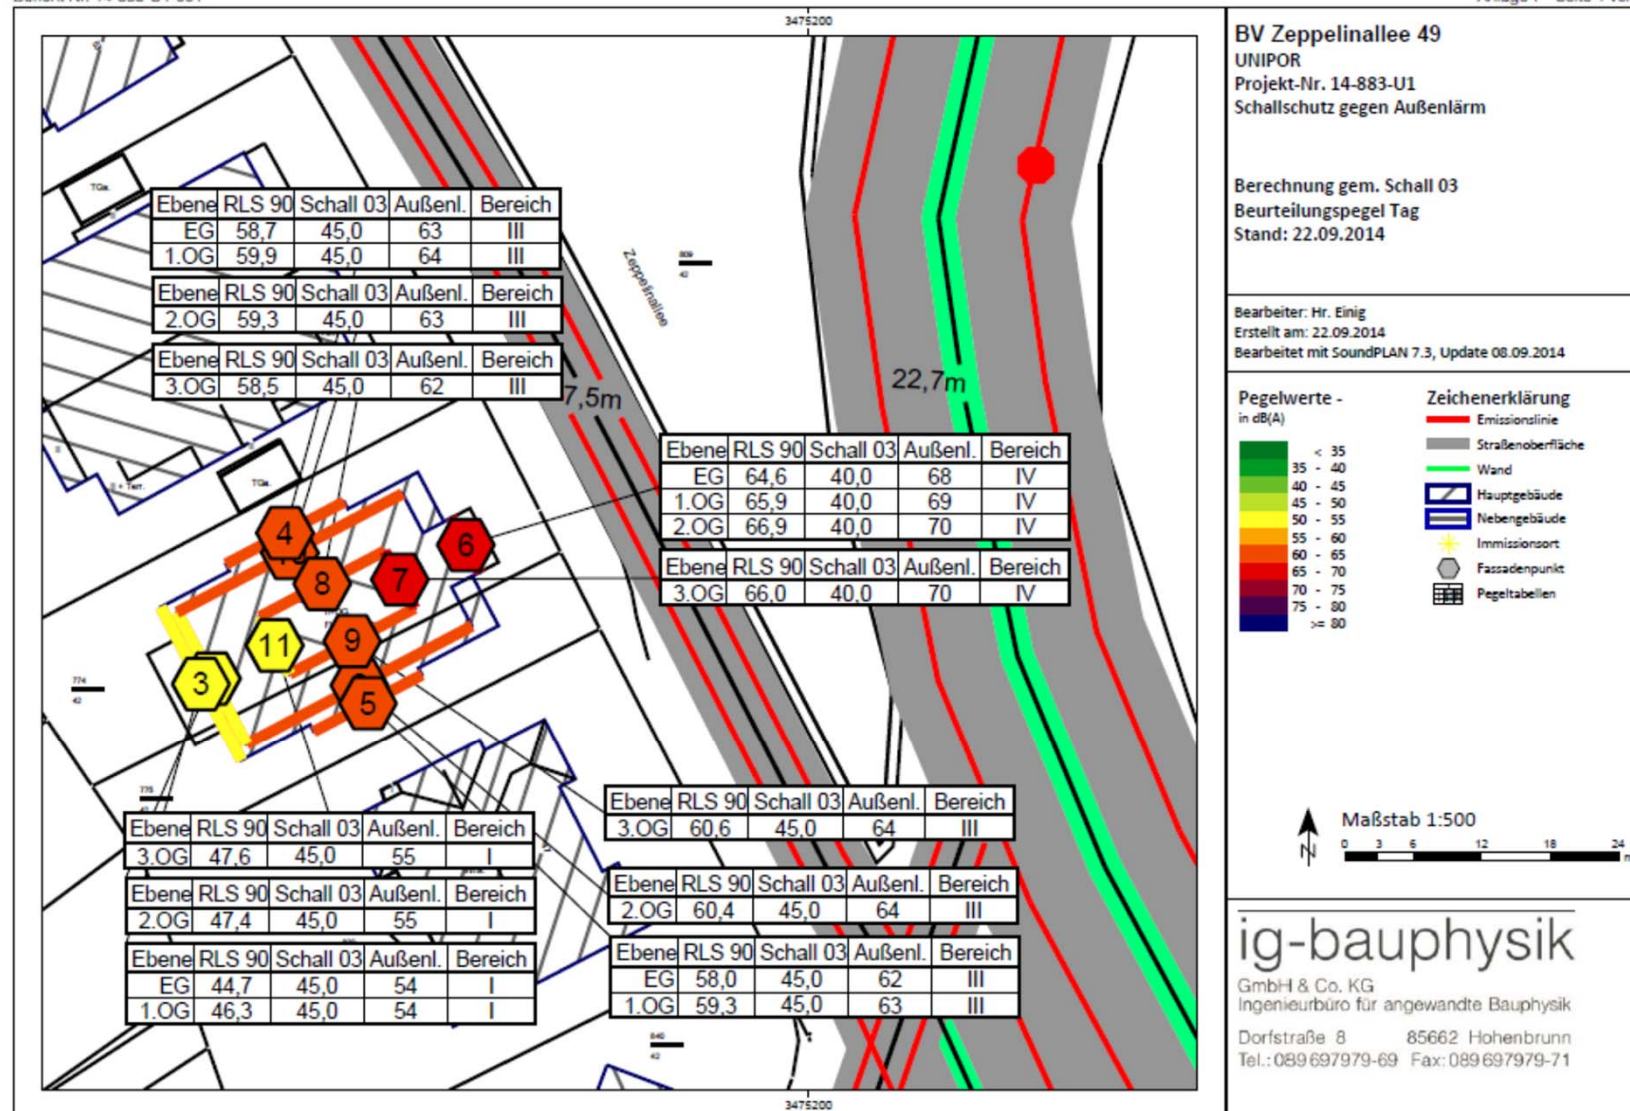 3475200
BV Zeppelinallee 49
UNIPOR
Projekt-Nr. 14-883-U1
Schallschutz gegen Außenlärm
Berechnung gem. Schall 03
Beurteilungspegel Tag
Stand: 22.09.2014
Bearbeiter: Hr. Einig
Erstellt am: 22.09.2014
Bearbeitet mit SoundPLAN 7.3, Update 08.09.2014
Pegelwerte -
in dB(A)
< 35
35 - 40
40 - 45
45 - 50
50 - 55
55 - 60
60 - 65
65 - 70
70 - 75
75 - 80
>= 80
Zeichenerklärung
Emissionslinie
Straßenoberfläche
Wand
Hauptgebäude
Nebengebäude
Immissionsort
Fassadenpunkt
Pegeltabellen
Maßstab 1:500
0 3 6 12 18 24
N
ig-bauphysik
GmbH & Co. KG
Ingenieurbüro für angewandte Bauphysik
Dorfstraße 8 85662 Hohenbrunn
Tel.: 089 697979-69 Fax: 089 697979-71
TGa.
Ebene RLS 90 Schall 03 Außenl. Bereich
EG 58,7 45,0 63 III
1.OG 59,9 45,0 64 III
Ebene RLS 90 Schall 03 Außenl. Bereich
2.OG 59,3 45,0 63 III
Ebene RLS 90 Schall 03 Außenl. Bereich
3.OG 58,5 45,0 62 III
Zeppelinallee
809
42
7,5m
22,7m
Ebene RLS 90 Schall 03 Außenl. Bereich
EG 64,6 40,0 68 IV
1.OG 65,9 40,0 69 IV
2.OG 66,9 40,0 70 IV
Ebene RLS 90 Schall 03 Außenl. Bereich
3.OG 66,0 40,0 70 IV
II + Terr.
TGa.
4
6
8
7
11
9
3
5
774
42
776
Ebene RLS 90 Schall 03 Außenl. Bereich
3.OG 60,6 45,0 64 III
Ebene RLS 90 Schall 03 Außenl. Bereich
3.OG 47,6 45,0 55 I
Ebene RLS 90 Schall 03 Außenl. Bereich
2.OG 60,4 45,0 64 III
Ebene RLS 90 Schall 03 Außenl. Bereich
2.OG 47,4 45,0 55 I
Ebene RLS 90 Schall 03 Außenl. Bereich
EG 58,0 45,0 62 III
1.OG 59,3 45,0 63 III
Ebene RLS 90 Schall 03 Außenl. Bereich
EG 44,7 45,0 54 I
1.OG 46,3 45,0 54 I
840
42
3475200